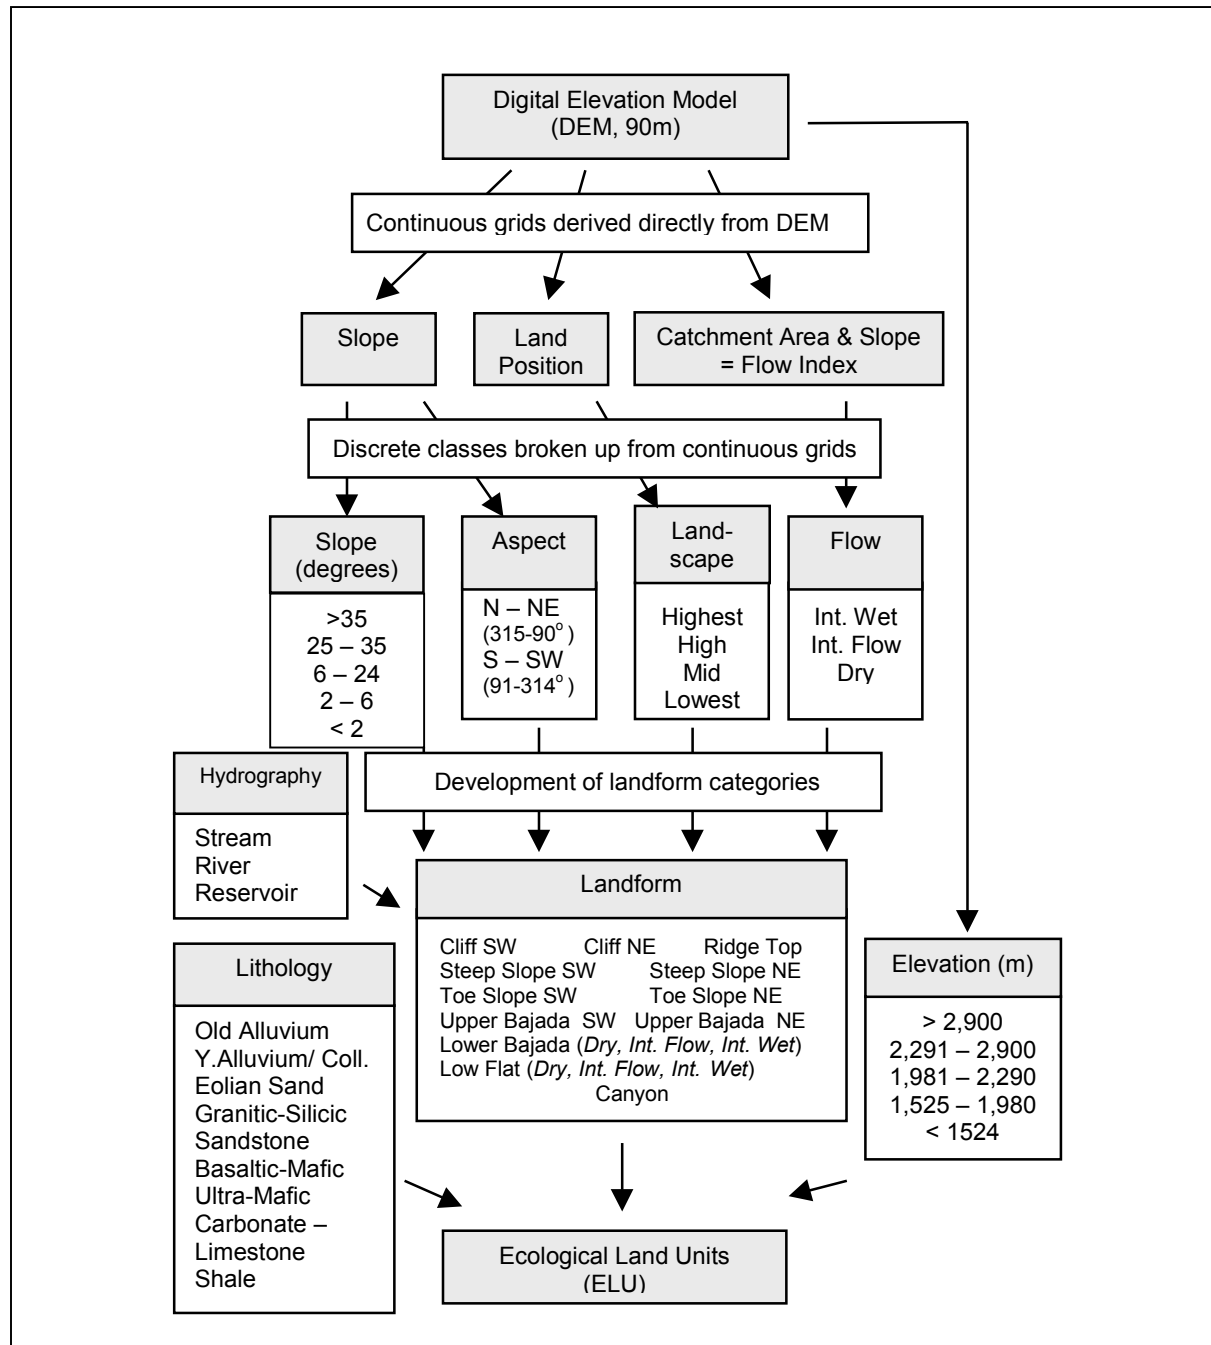 Digital Elevation Model
(DEM, 90m)
Continuous grids derived directly from DEM
Slope
Land
Position
Catchment Area & Slope
= Flow Index
Discrete classes broken up from continuous grids
Slope
(degrees)
>35
25 – 35
6 – 24
2 – 6
< 2
Aspect
N – NE
(315-90°)
S – SW
(91-314°)
Land-
scape
Highest
High
Mid
Lowest
Flow
Int. Wet
Int. Flow
Dry
Hydrography
Stream
River
Reservoir
Development of landform categories
Landform
Cliff SW Cliff NE Ridge Top
Steep Slope SW Steep Slope NE
Toe Slope SW Toe Slope NE
Upper Bajada SW Upper Bajada NE
Lower Bajada (Dry, Int. Flow, Int. Wet)
Low Flat (Dry, Int. Flow, Int. Wet)
Canyon
Lithology
Old Alluvium
Y.Alluvium/ Coll.
Eolian Sand
Granitic-Silicic
Sandstone
Basaltic-Mafic
Ultra-Mafic
Carbonate –
Limestone
Shale
Elevation (m)
> 2,900
2,291 – 2,900
1,981 – 2,290
1,525 – 1,980
< 1524
Ecological Land Units
(ELU)